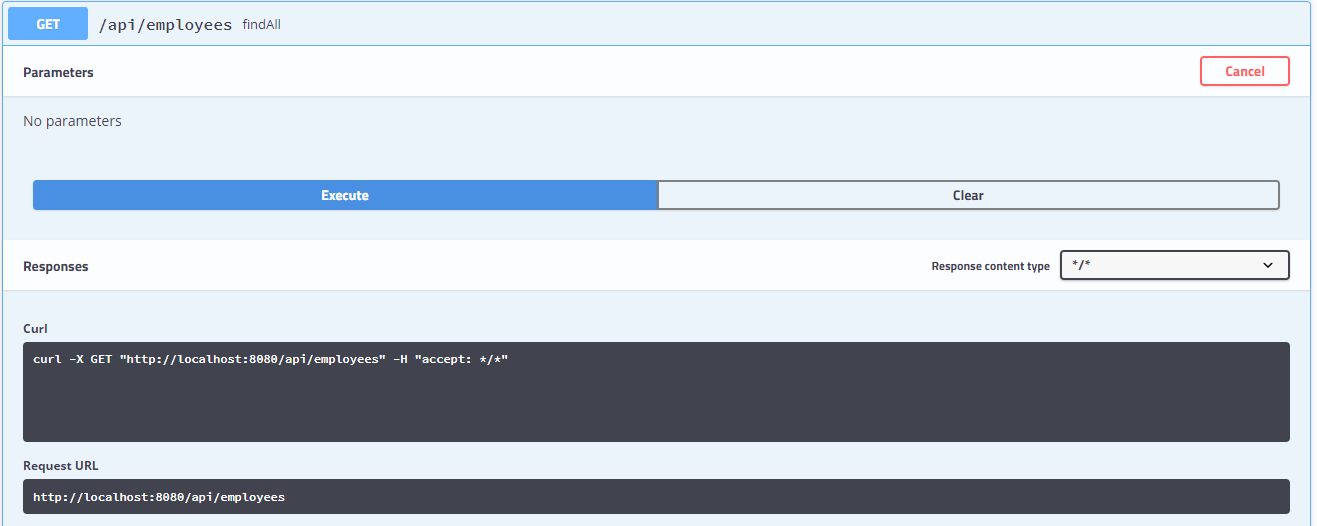 GET /api/employees findAll
Parameters Cancel
No parameters
Execute Clear
Responses Response content type */*
Curl
curl -X GET "http://localhost:8080/api/employees" -H "accept: */*"
Request URL
http://localhost:8080/api/employees